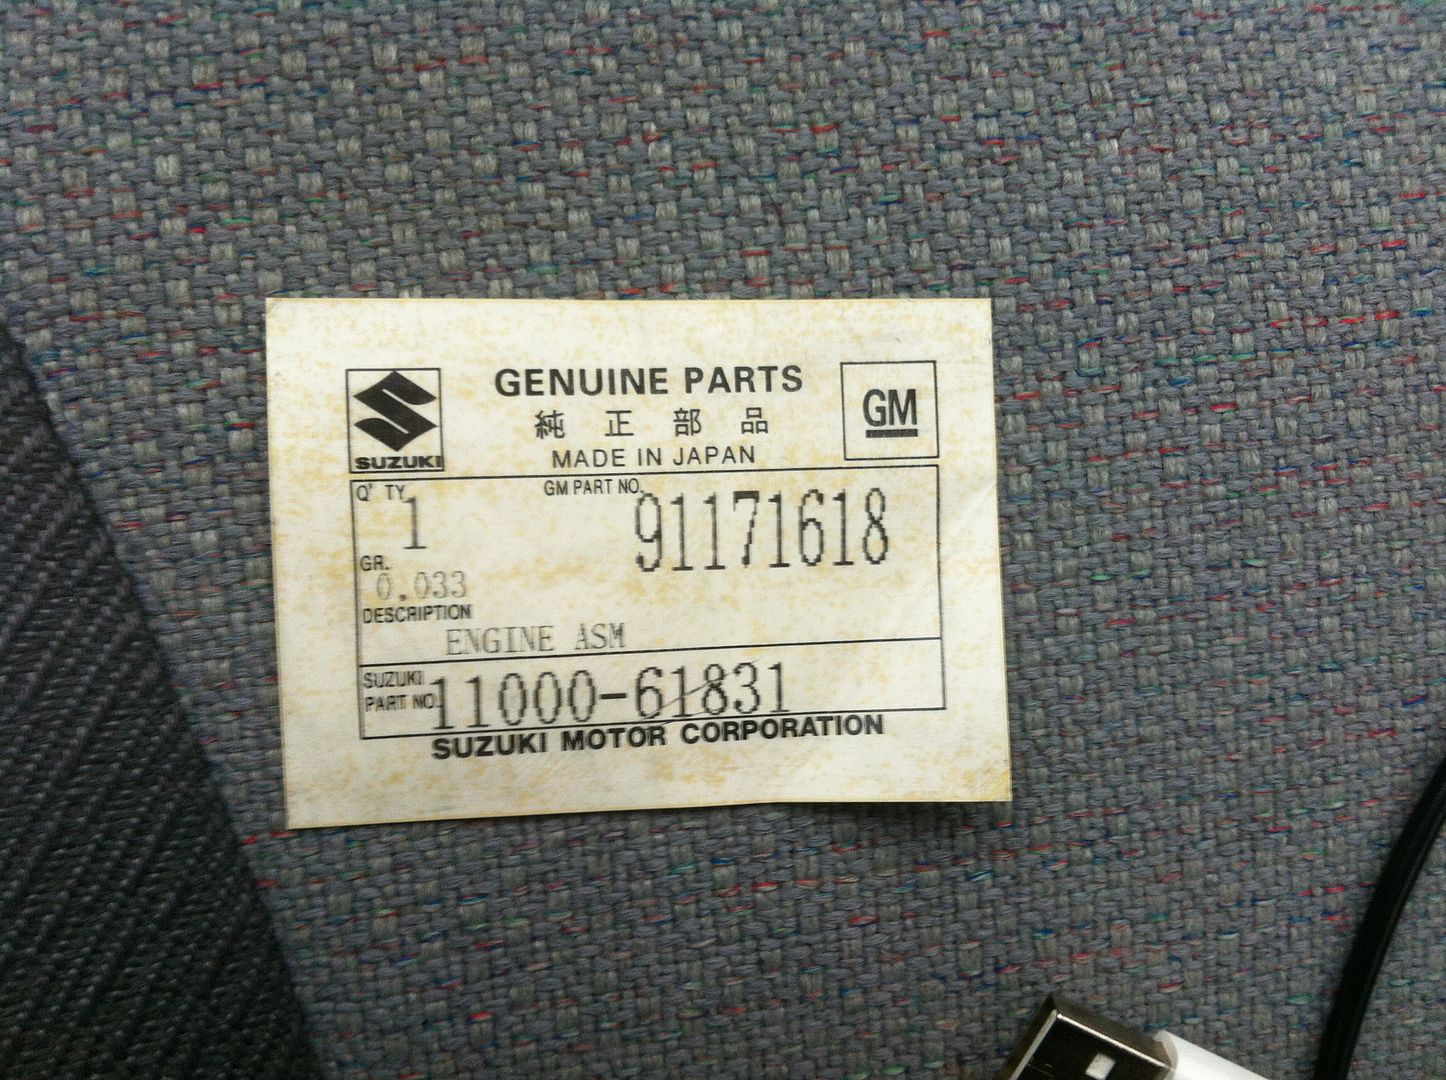 GENUINE PARTS
純正部品
MADE IN JAPAN
SUZUKI
GM
Q'TY 1
GM PART NO. 91171618
GR. 0.033
DESCRIPTION
ENGINE ASM
SUZUKI PART NO. 11000-61831
SUZUKI MOTOR CORPORATION